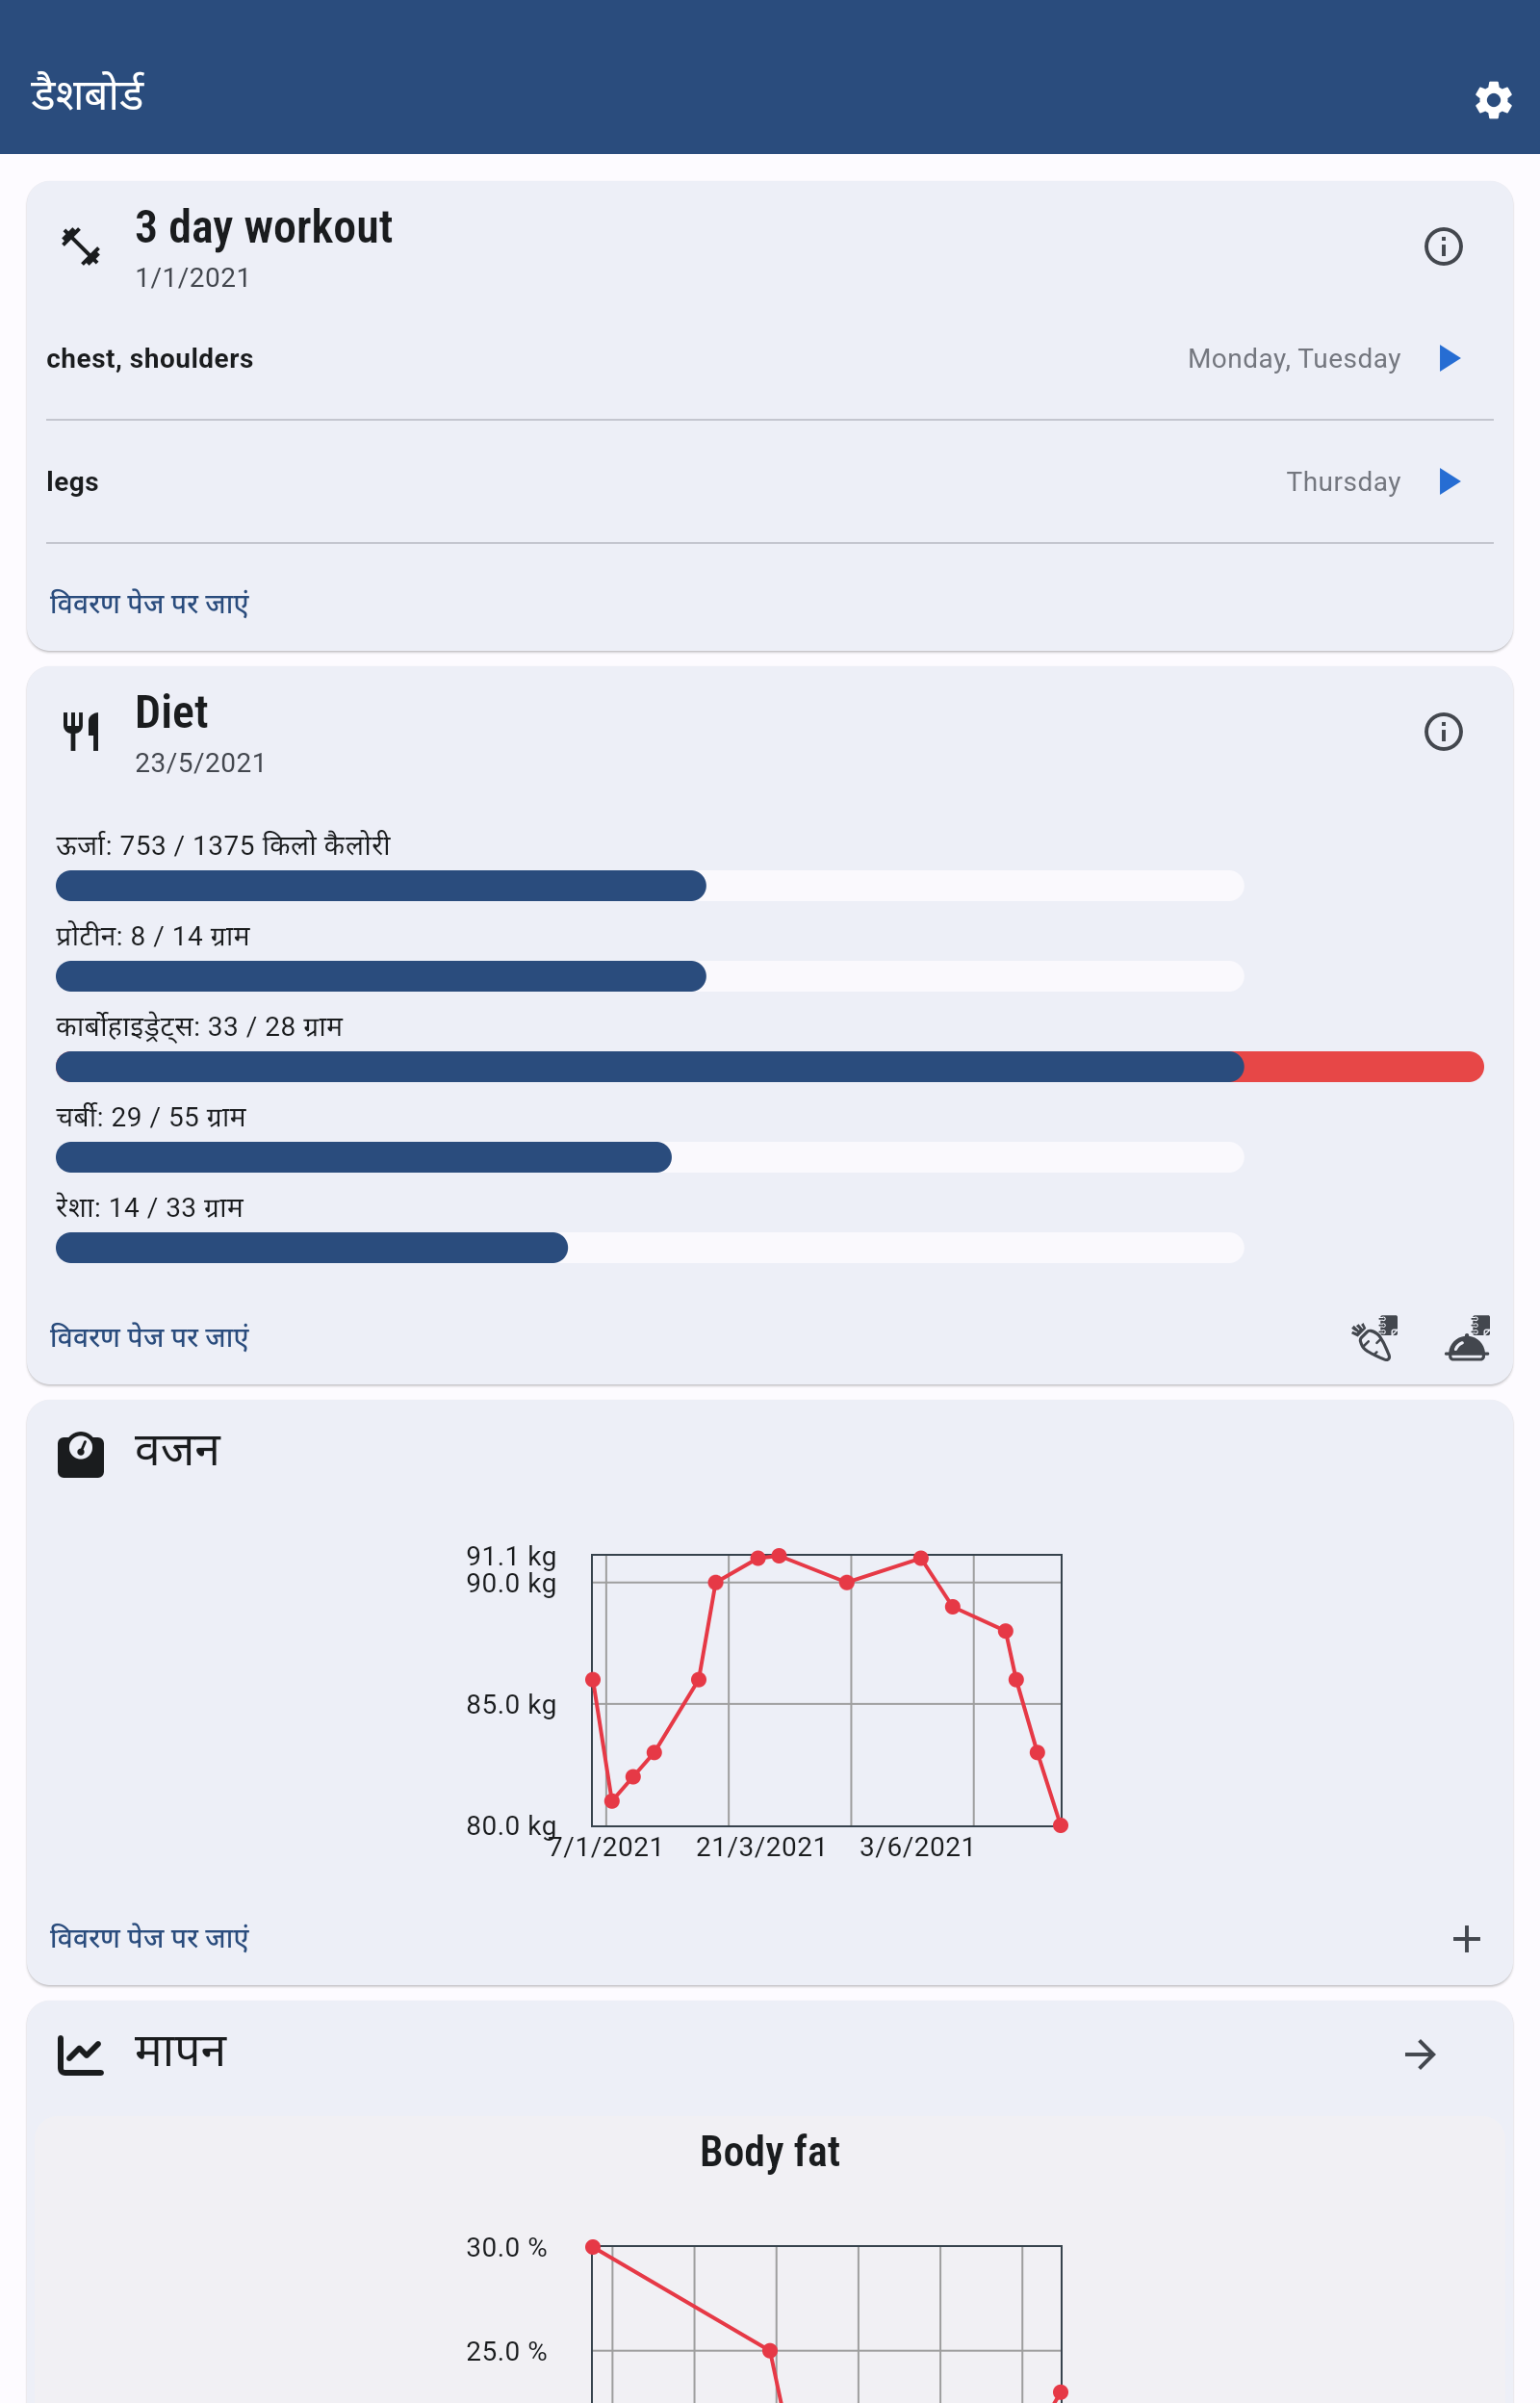 डैशबोर्ड
3 day workout
1/1/2021
chest, shoulders
Monday, Tuesday
legs
Thursday
विवरण पेज पर जाएं
Diet
23/5/2021
ऊर्जा: 753 / 1375 किलो कैलोरी
प्रोटीन: 8 / 14 ग्राम
कार्बोहाइड्रेट्स: 33 / 28 ग्राम
चर्बी: 29 / 55 ग्राम
रेशा: 14 / 33 ग्राम
विवरण पेज पर जाएं
वजन
91.1 kg
90.0 kg
85.0 kg
80.0 kg
7/1/2021 21/3/2021 3/6/2021
विवरण पेज पर जाएं
मापन
Body fat
30.0 %
25.0 %